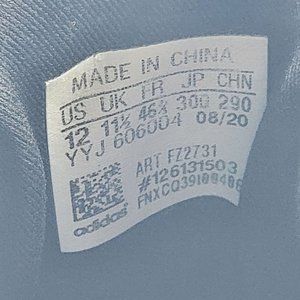 MADE IN CHINA
US UK FR JP CHN
12 11½ 46⅔ 300 290
YYJ 606004 08/20
ART FZ2731
#126131503
adidas